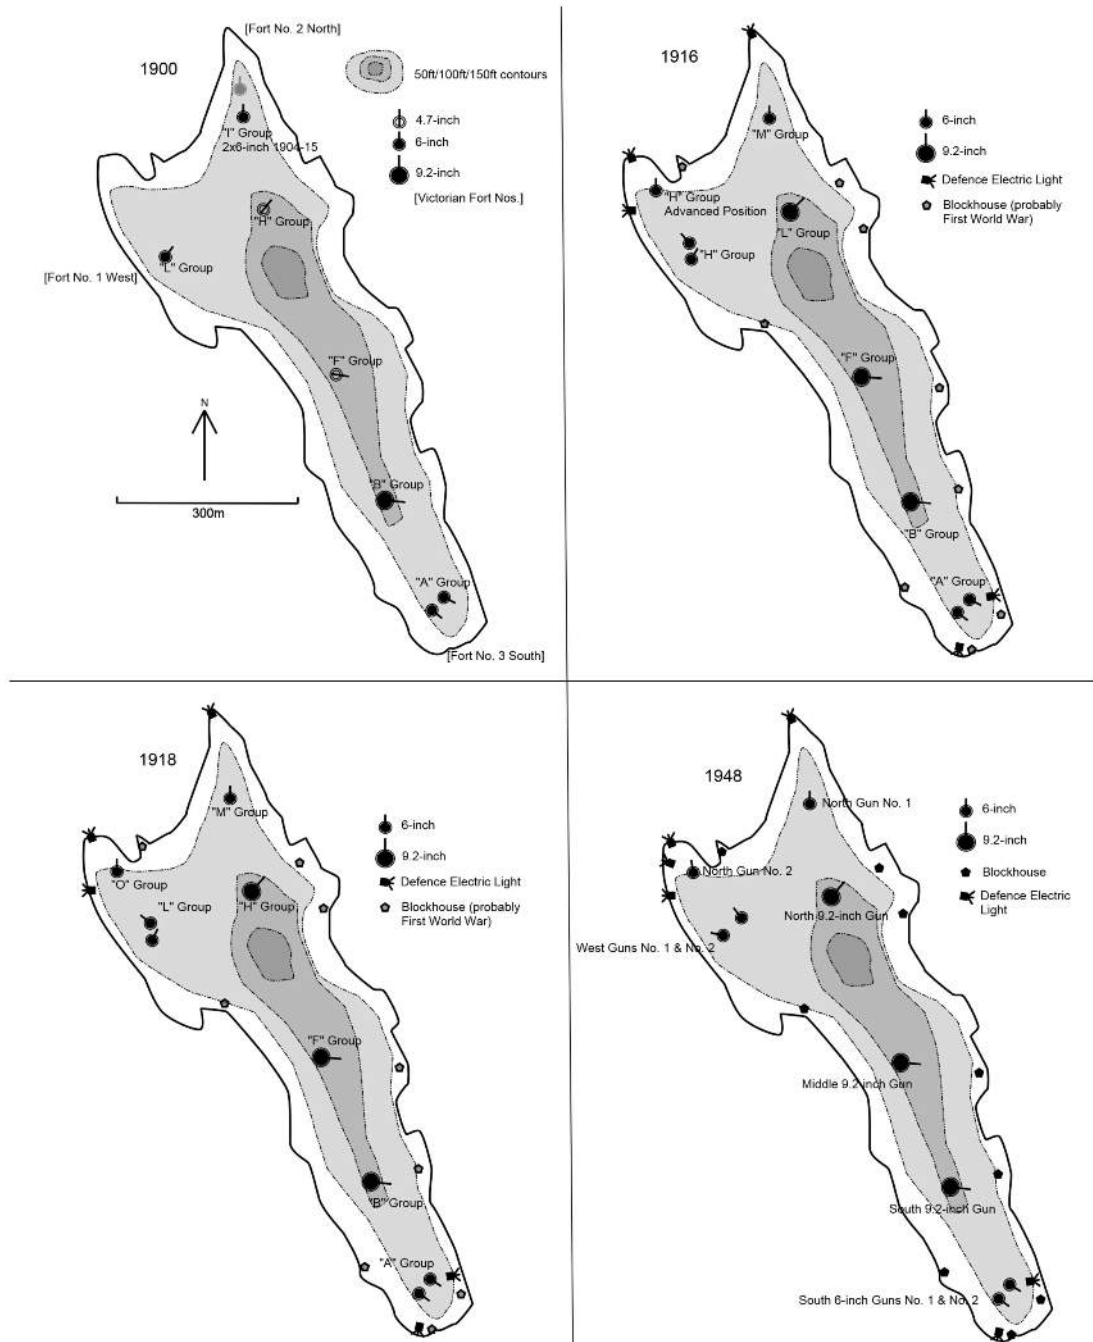 [Fort No. 2 North]
1900
50ft/100ft/150ft contours
4.7-inch
6-inch
9.2-inch
[Victorian Fort Nos.]
"I" Group
2x6-inch 1904-15
"H" Group
"L" Group
[Fort No. 1 West]
"F" Group
N
300m
"B" Group
"A" Group
[Fort No. 3 South]
1916
6-inch
9.2-inch
Defence Electric Light
Blockhouse (probably
First World War)
"M" Group
"H" Group
Advanced Position
"L" Group
"H" Group
"F" Group
"B" Group
"A" Group
1918
6-inch
9.2-inch
Defence Electric Light
Blockhouse (probably
First World War)
"M" Group
"O" Group
"L" Group
"H" Group
"F" Group
"B" Group
"A" Group
1948
6-inch
9.2-inch
Blockhouse
Defence Electric
Light
North Gun No. 1
North Gun No. 2
North 9.2-inch Gun
West Guns No. 1 & No. 2
Middle 9.2 inch Gun
South 9.2-inch Gun
South 6-inch Guns No. 1 & No. 2